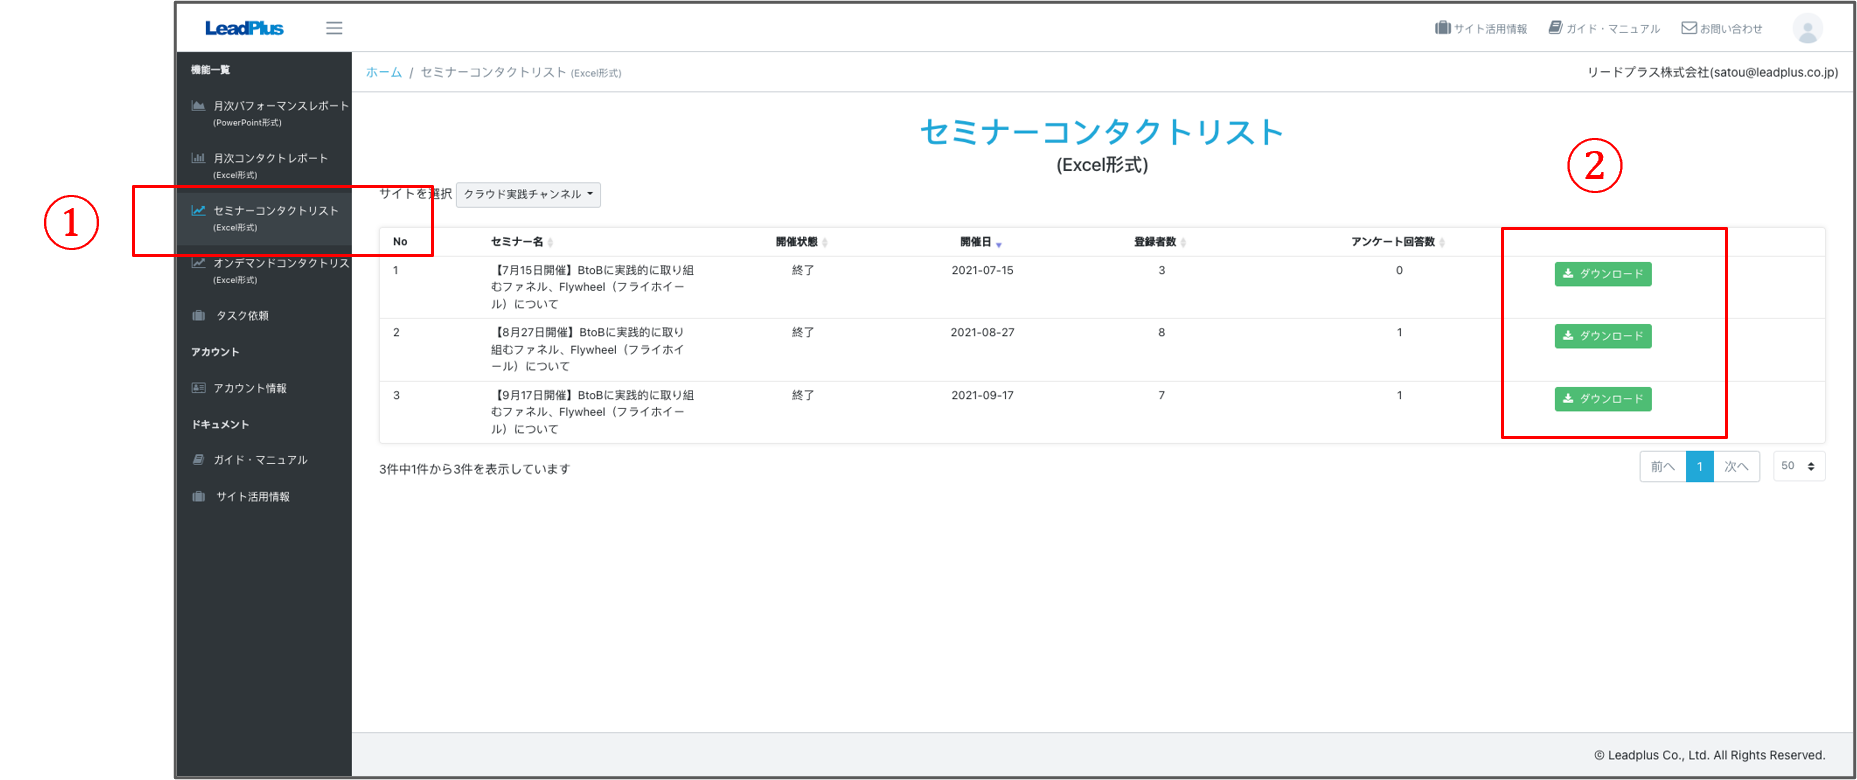 LeadPlus
サイト活用情報
ガイド・マニュアル
お問い合わせ
機能一覧
月次パフォーマンスレポート
(PowerPoint形式)
月次コンタクトレポート
(Excel形式)
①
セミナーコンタクトリスト
(Excel形式)
オンデマンドコンタクトリス
(Excel形式)
タスク依頼
アカウント
アカウント情報
ドキュメント
ガイド・マニュアル
サイト活用情報
ホーム / セミナーコンタクトリスト (Excel形式)
リードプラス株式会社(satou@leadplus.co.jp)
セミナーコンタクトリスト
(Excel形式)
②
サイトを選択 クラウド実践チャンネル
No セミナー名 開催状態 開催日 登録者数 アンケート回答数
1 【7月15日開催】BtoBに実践的に取り組 終了 2021-07-15 3 0 ダウンロード
むファネル、Flywheel（フライホイー
ル）について
2 【8月27日開催】BtoBに実践的に取り 終了 2021-08-27 8 1 ダウンロード
組むファネル、Flywheel（フライホイ
ール）について
3 【9月17日開催】BtoBに実践的に取り組 終了 2021-09-17 7 1 ダウンロード
むファネル、Flywheel（フライホイー
ル）について
3件中1件から3件を表示しています
前へ 1 次へ 50
© Leadplus Co., Ltd. All Rights Reserved.